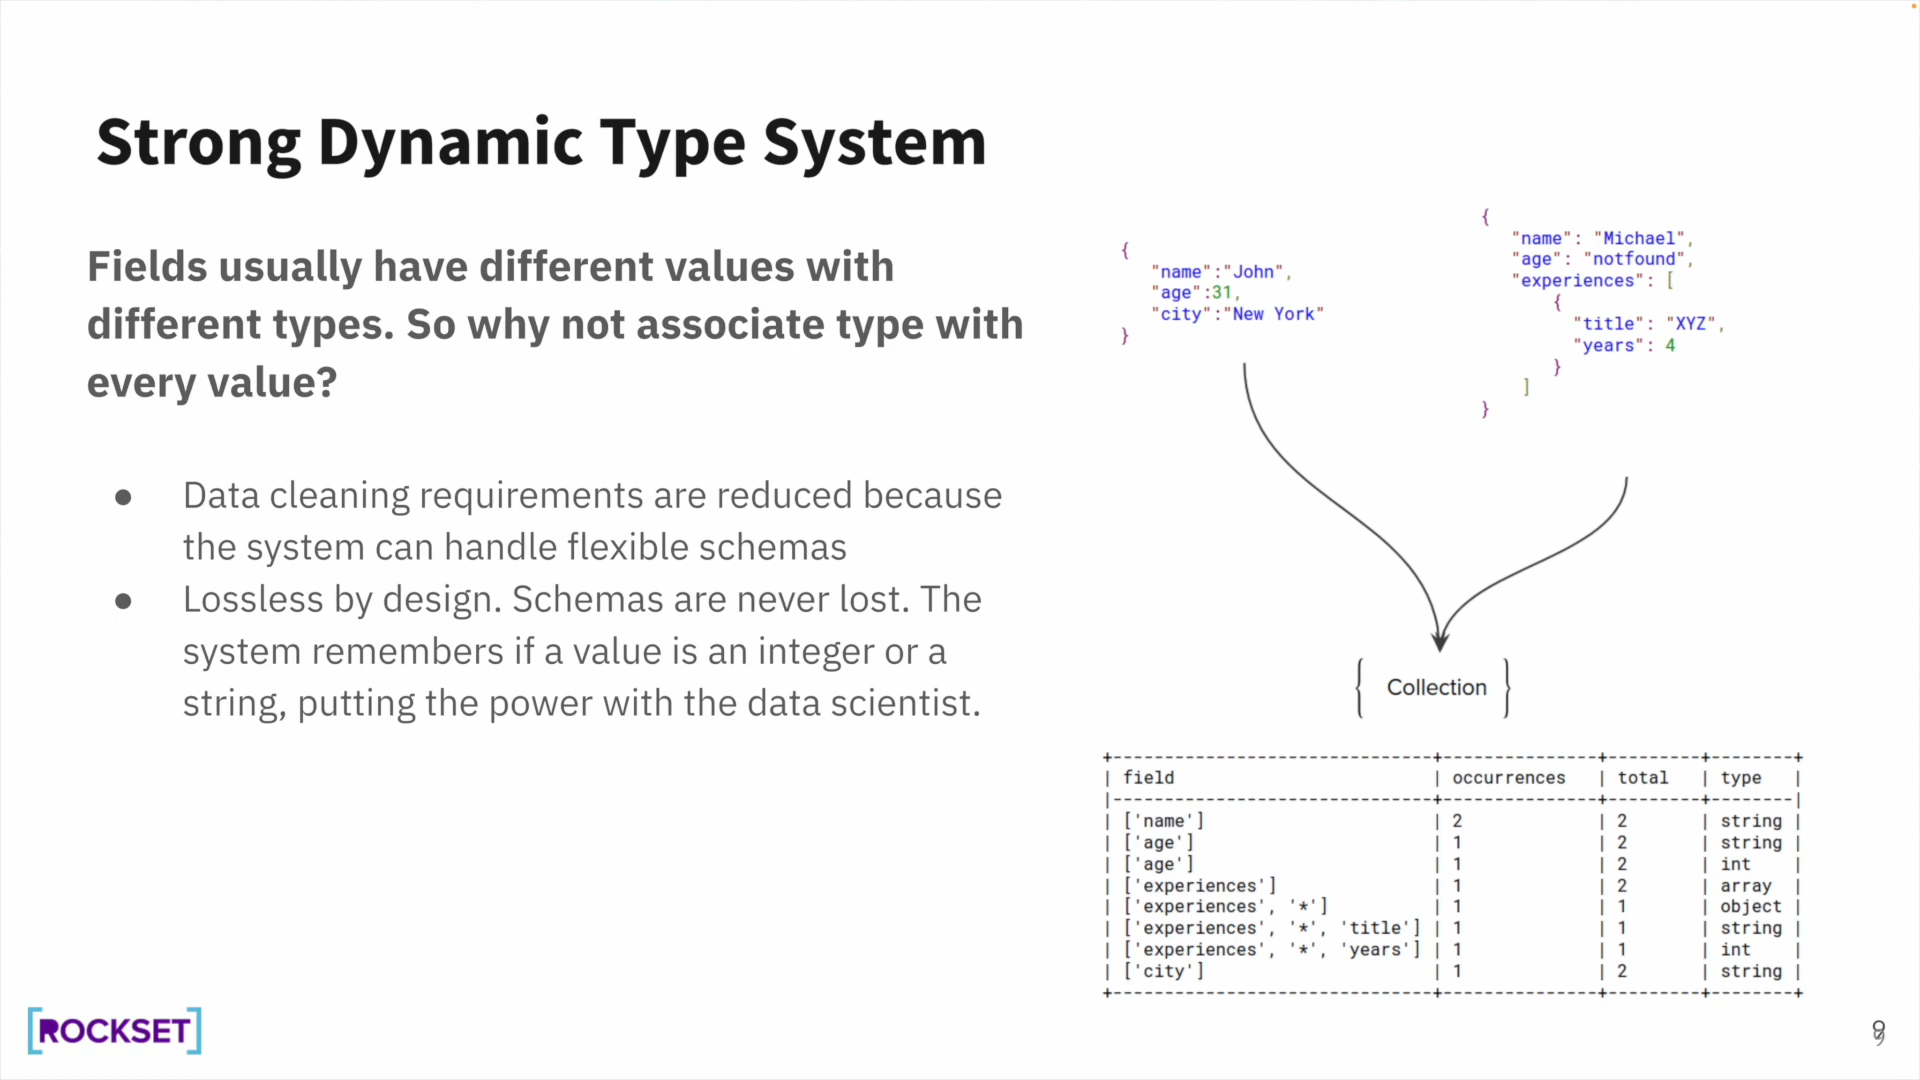 Strong Dynamic Type System
Fields usually have different values with
different types. So why not associate type with
every value?
● Data cleaning requirements are reduced because
the system can handle flexible schemas
● Lossless by design. Schemas are never lost. The
system remembers if a value is an integer or a
string, putting the power with the data scientist.
{
"name":"John",
"age":31,
"city":"New York"
}
{
"name": "Michael",
"age": "notfound",
"experiences": [
{
"title": "XYZ",
"years": 4
}
]
}
{ Collection }
+-------------------------------+---------------+---------+--------+
| field | occurrences | total | type |
|-------------------------------+---------------+---------+--------|
| ['name'] | 2 | 2 | string |
| ['age'] | 1 | 2 | string |
| ['age'] | 1 | 2 | int |
| ['experiences'] | 1 | 2 | array |
| ['experiences', '*'] | 1 | 1 | object |
| ['experiences', '*', 'title'] | 1 | 1 | string |
| ['experiences', '*', 'years'] | 1 | 1 | int |
| ['city'] | 1 | 2 | string |
+-------------------------------+---------------+---------+--------+
[ROCKSET]